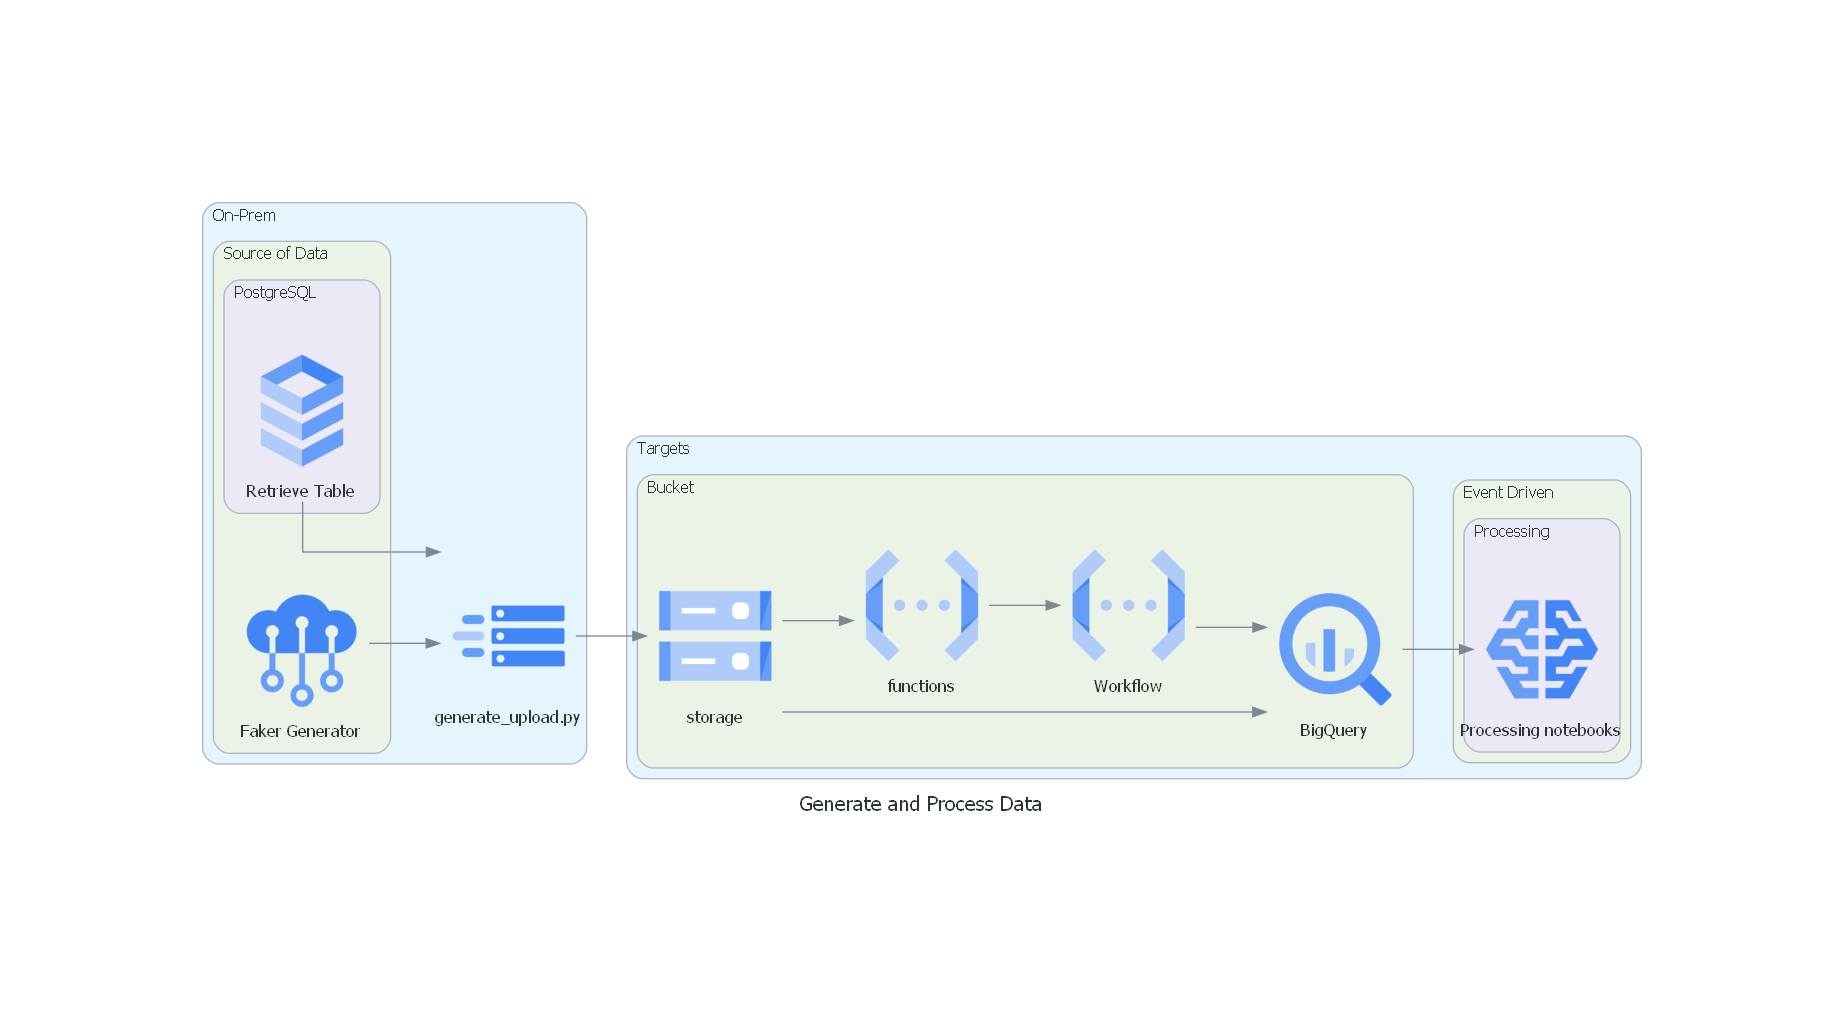 On-Prem
Source of Data
PostgreSQL
Retrieve Table
Faker Generator
generate_upload.py
Targets
Bucket
storage
functions
Workflow
BigQuery
Event Driven
Processing
Processing notebooks
Generate and Process Data